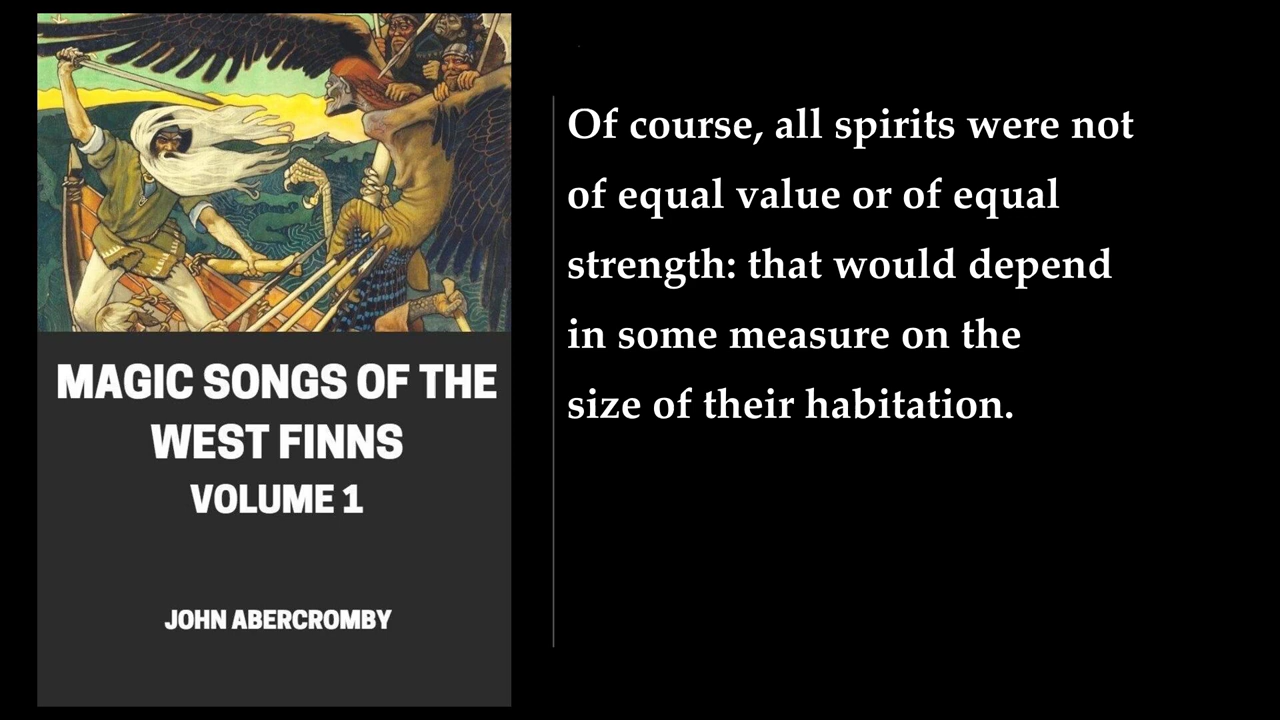 MAGIC SONGS OF THE
WEST FINNS
VOLUME 1
JOHN ABERCROMBY
Of course, all spirits were not
of equal value or of equal
strength: that would depend
in some measure on the
size of their habitation.